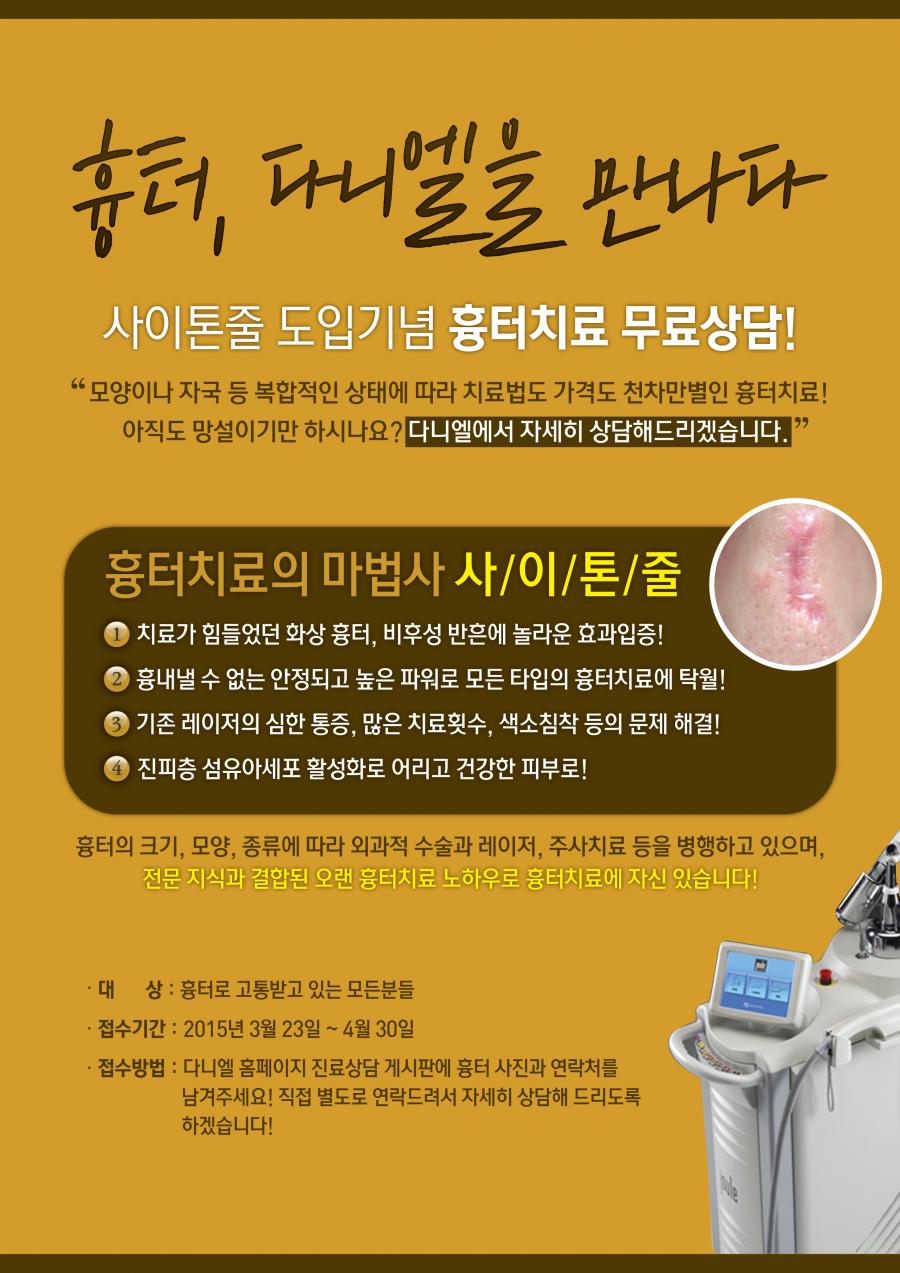 흉터, 다니엘을 만나다
사이톤줄 도입기념 흉터치료 무료상담!
“모양이나 자국 등 복합적인 상태에 따라 치료법도 가격도 천차만별인 흉터치료!
아직도 망설이기만 하시나요? 다니엘에서 자세히 상담해드리겠습니다.”
흉터치료의 마법사 사/이/톤/줄
1 치료가 힘들었던 화상 흉터, 비후성 반흔에 놀라운 효과입증!
2 흉내낼 수 없는 안정되고 높은 파워로 모든 타입의 흉터치료에 탁월!
3 기존 레이저의 심한 통증, 많은 치료횟수, 색소침착 등의 문제 해결!
4 진피층 섬유아세포 활성화로 어리고 건강한 피부로!
흉터의 크기, 모양, 종류에 따라 외과적 수술과 레이저, 주사치료 등을 병행하고 있으며,
전문 지식과 결합된 오랜 흉터치료 노하우로 흉터치료에 자신 있습니다!
· 대 상 : 흉터로 고통받고 있는 모든분들
· 접수기간 : 2015년 3월 23일 ~ 4월 30일
· 접수방법 : 다니엘 홈페이지 진료상담 게시판에 흉터 사진과 연락처를
남겨주세요! 직접 별도로 연락드려서 자세히 상담해 드리도록
하겠습니다!
joule